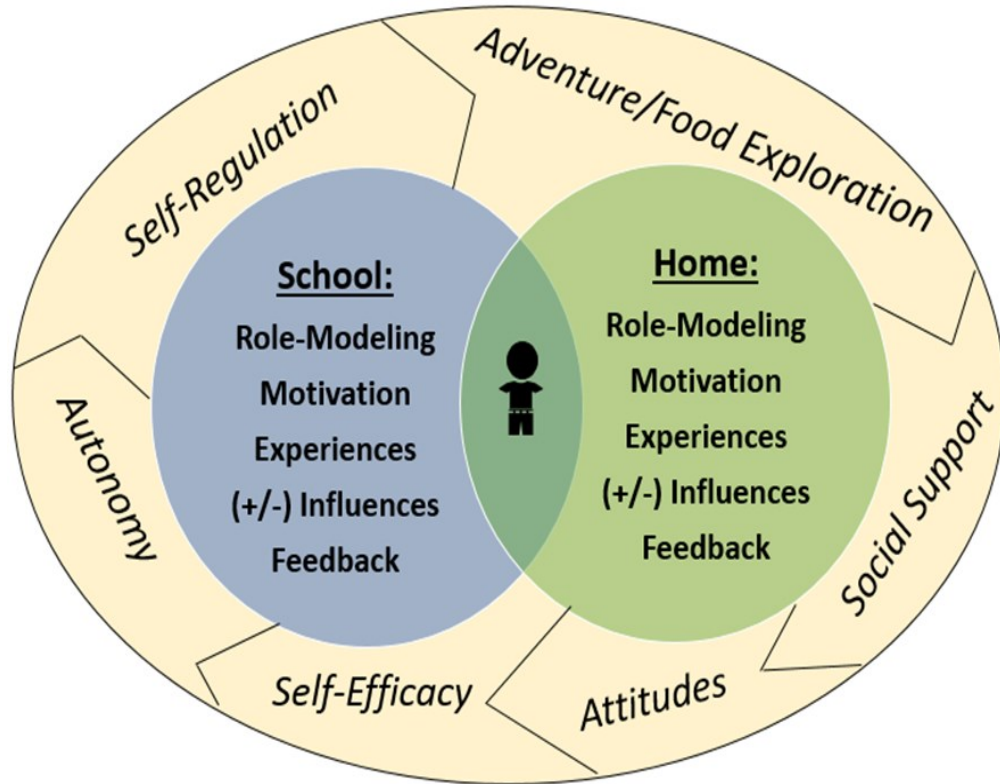 Self-Regulation
Adventure/Food Exploration
Social Support
Attitudes
Self-Efficacy
Autonomy
School:
Role-Modeling
Motivation
Experiences
(+/-) Influences
Feedback
Home:
Role-Modeling
Motivation
Experiences
(+/-) Influences
Feedback